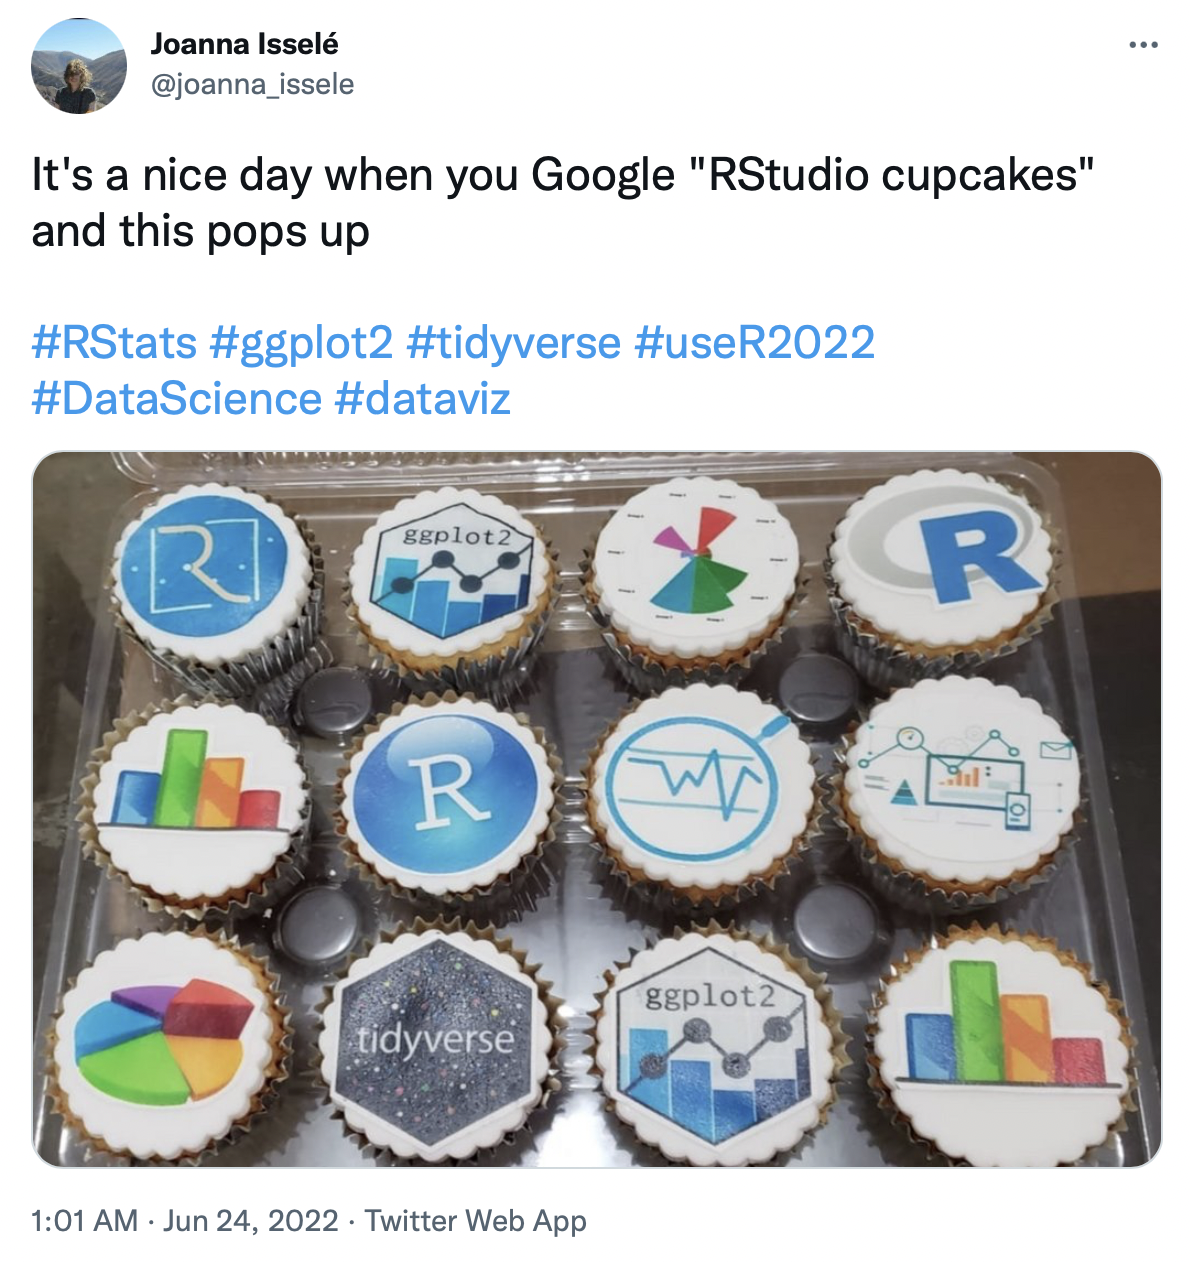 Joanna Isselé
@joanna_issele
It's a nice day when you Google "RStudio cupcakes"
and this pops up
#RStats #ggplot2 #tidyverse #useR2022
#DataScience #dataviz
R
ggplot2
R
R
tidyverse
ggplot2
1:01 AM · Jun 24, 2022 · Twitter Web App